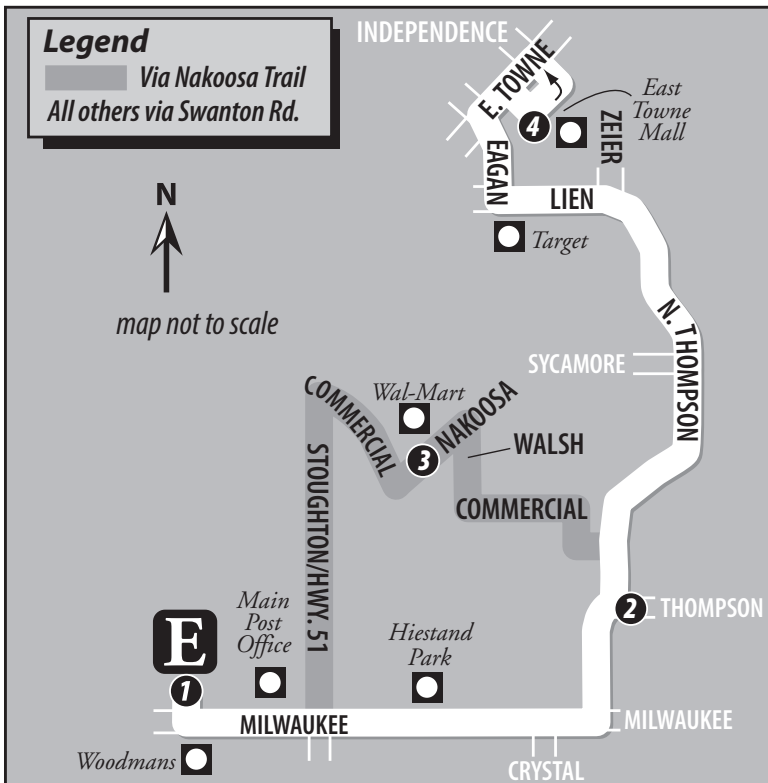 Legend
Via Nakoosa Trail
All others via Swanton Rd.
INDEPENDENCE
E. TOWNE
4
East
Towne
Mall
ZEIER
EAGAN
LIEN
Target
N
map not to scale
N. THOMPSON
SYCAMORE
Wal-Mart
COMMERCIAL
NAKOOSA
3
WALSH
STOUGHTON/HWY. 51
COMMERCIAL
2
THOMPSON
Main
Post
Office
Hiestand
Park
E
1
MILWAUKEE
MILWAUKEE
Woodmans
CRYSTAL